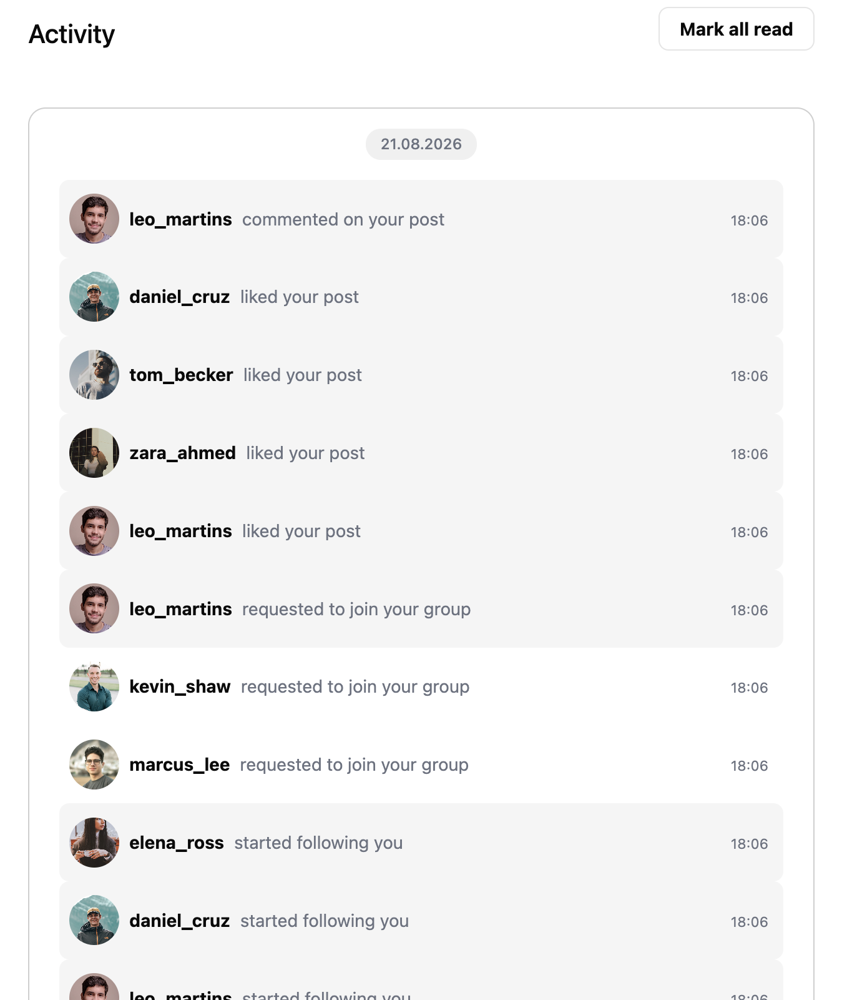 Activity
Mark all read
21.08.2026
leo_martins commented on your post 18:06
daniel_cruz liked your post 18:06
tom_becker liked your post 18:06
zara_ahmed liked your post 18:06
leo_martins liked your post 18:06
leo_martins requested to join your group 18:06
kevin_shaw requested to join your group 18:06
marcus_lee requested to join your group 18:06
elena_ross started following you 18:06
daniel_cruz started following you 18:06
leo_martins started following you 18:06